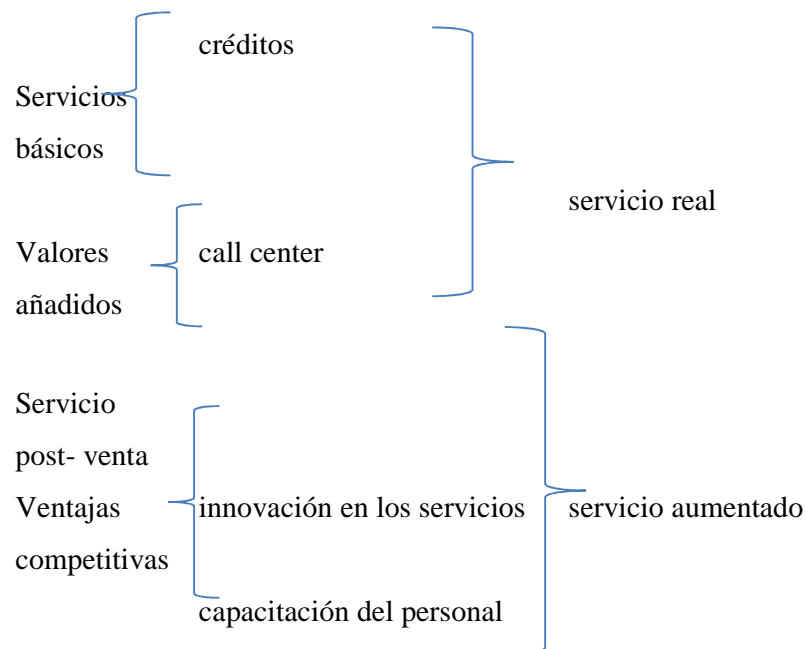 créditos
Servicios
básicos
servicio real
Valores call center
añadidos
Servicio
post- venta
Ventajas innovación en los servicios servicio aumentado
competitivas
capacitación del personal